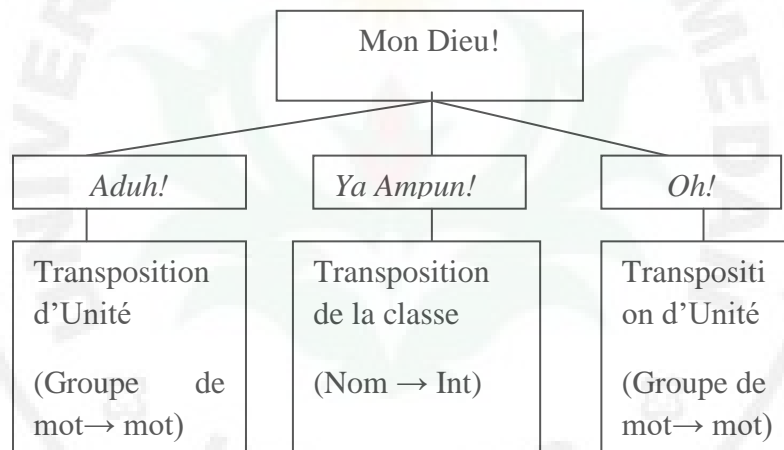 Mon Dieu!
Aduh!
Ya Ampun!
Oh!
Transposition
d'Unité
(Groupe de
mot→ mot)
Transposition
de la classe
(Nom → Int)
Transpositi
on d'Unité
(Groupe de
mot→ mot)